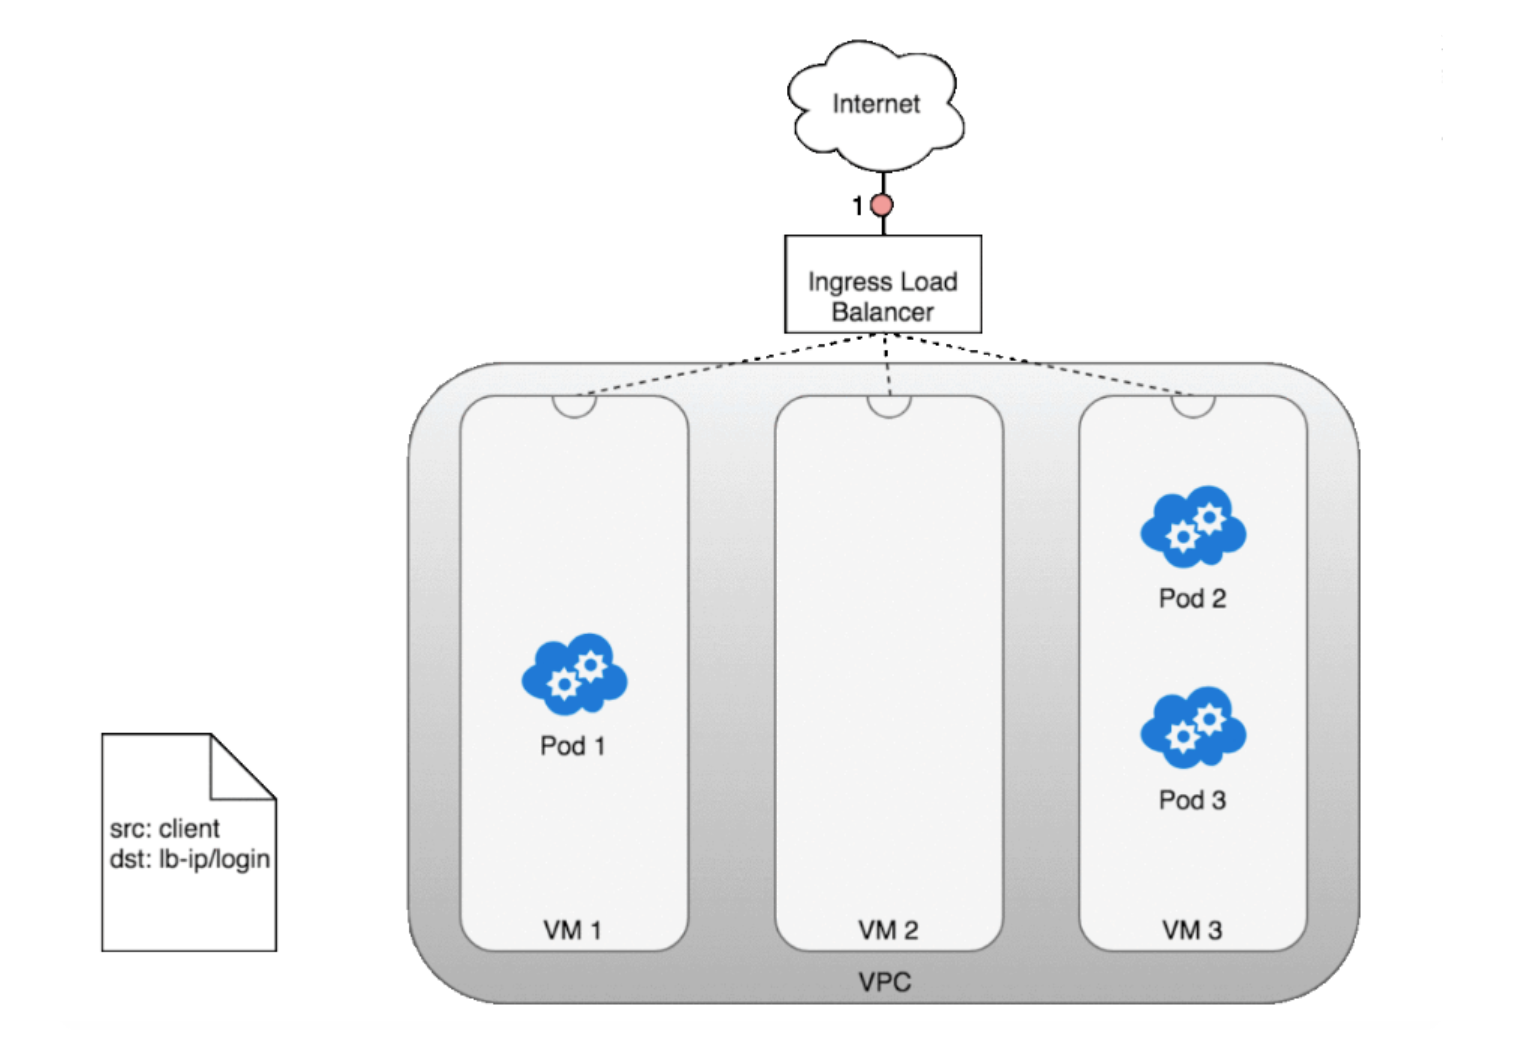 Internet
1
Ingress Load
Balancer
Pod 2
Pod 1
Pod 3
src: client
dst: lb-ip/login
VM 1
VM 2
VM 3
VPC